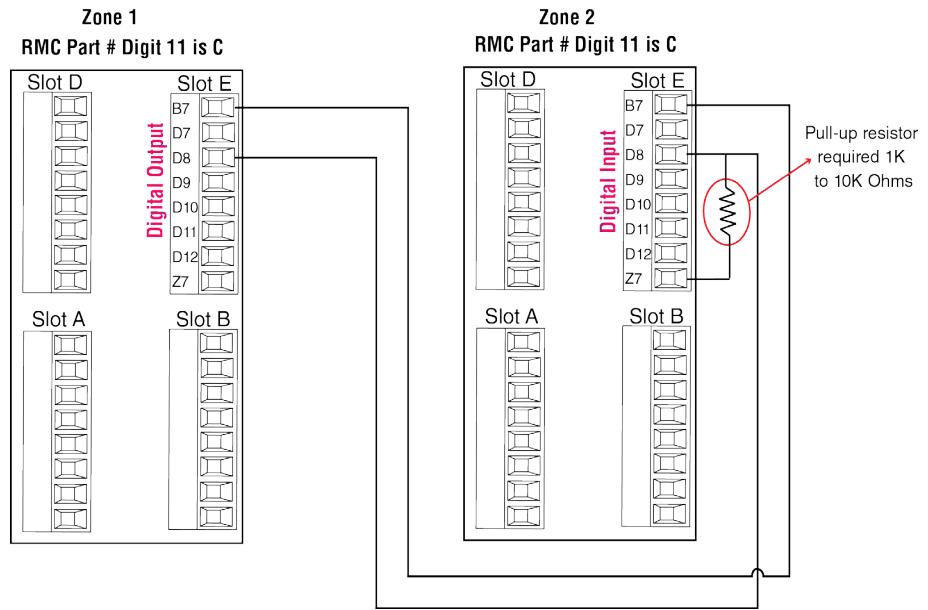 Zone 1
RMC Part # Digit 11 is C
Slot D
Slot E
B7
D7
D8
D9
D10
D11
D12
Z7
Digital Output
Slot A
Slot B
Zone 2
RMC Part # Digit 11 is C
Slot D
Slot E
B7
D7
D8
D9
D10
D11
D12
Z7
Digital Input
Slot A
Slot B
Pull-up resistor
required 1K
to 10K Ohms